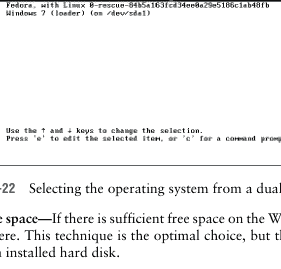 Fedora, with Linux 0-rescue-84b5a163fcd34ee0a29e5186c1ab48fb
Windows 7 (loader) (on /dev/sda1)
Use the ↑ and ↓ keys to change the selection.
Press 'e' to edit the selected item, or 'c' for a command promp
-22 Selecting the operating system from a dual
e space—If there is sufficient free space on the W
ere. This technique is the optimal choice, but th
n installed hard disk.